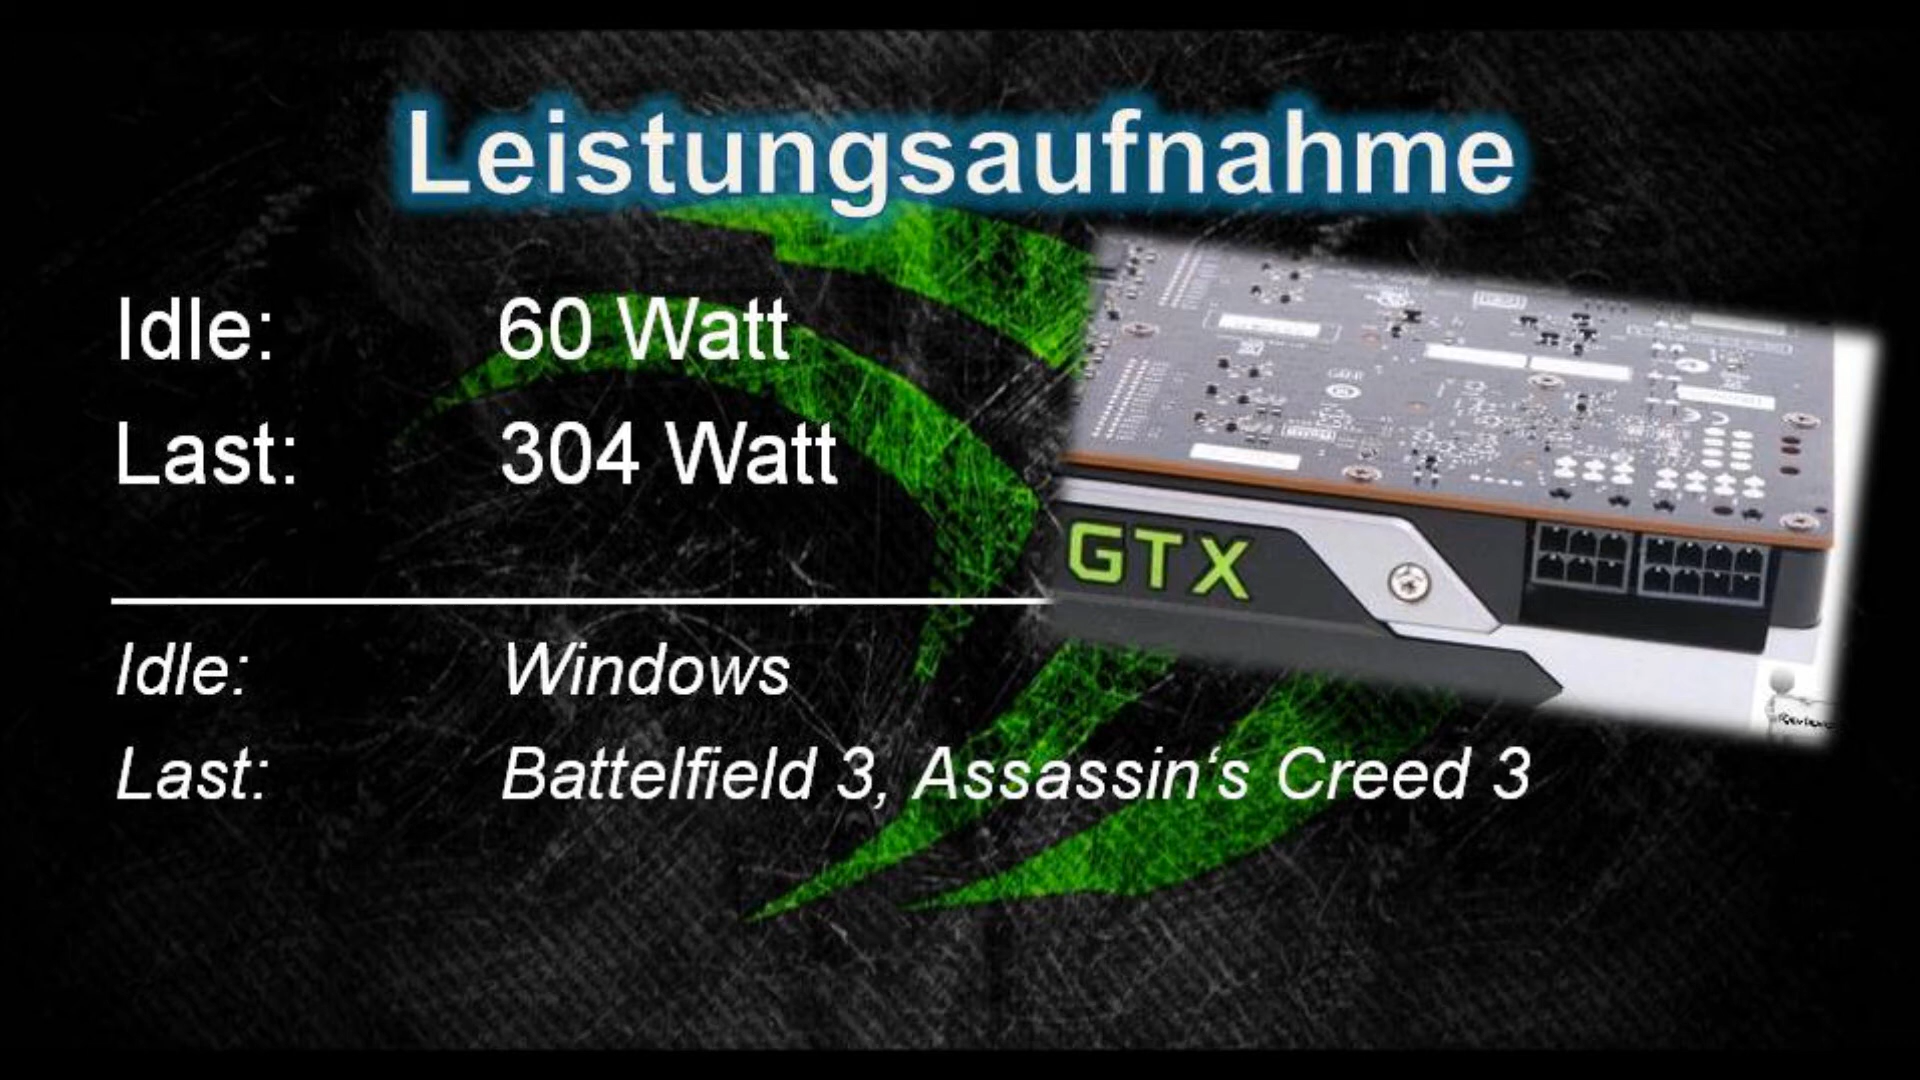 Leistungsaufnahme
Idle: 60 Watt
Last: 304 Watt
GTX
Idle: Windows
Last: Battelfield 3, Assassin‘s Creed 3